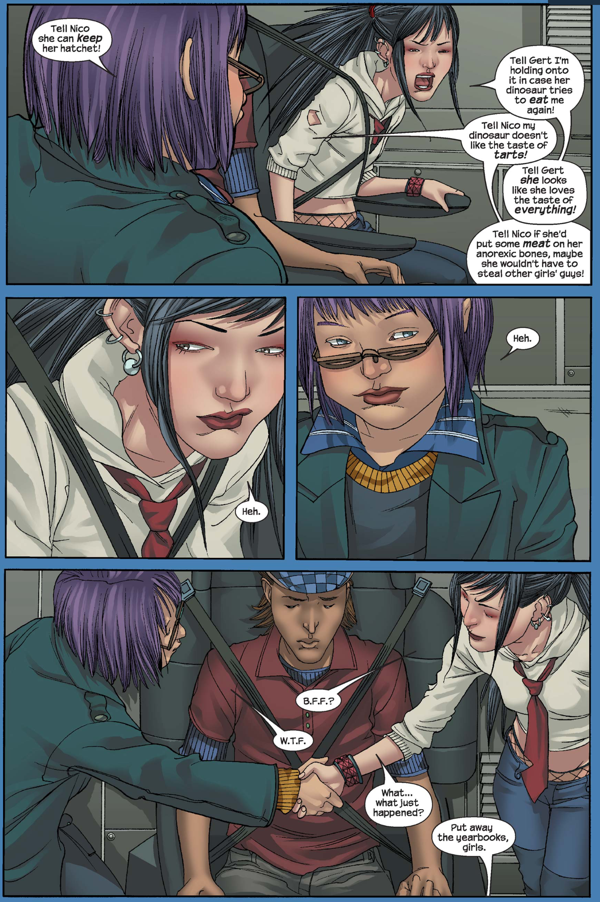 Tell Nico
she can keep
her hatchet!
Tell Gert I'm
holding onto
it in case her
dinosaur tries
to eat me
again!
Tell Nico my
dinosaur doesn't
like the taste of
tarts!
Tell Gert
she looks
like she loves
the taste of
everything!
Tell Nico if she'd
put some meat on her
anorexic bones, maybe
she wouldn't have to
steal other girls' guys!
Heh.
Heh.
B.F.F.?
W.T.F.
What...
what just
happened?
Put away
the yearbooks,
girls.